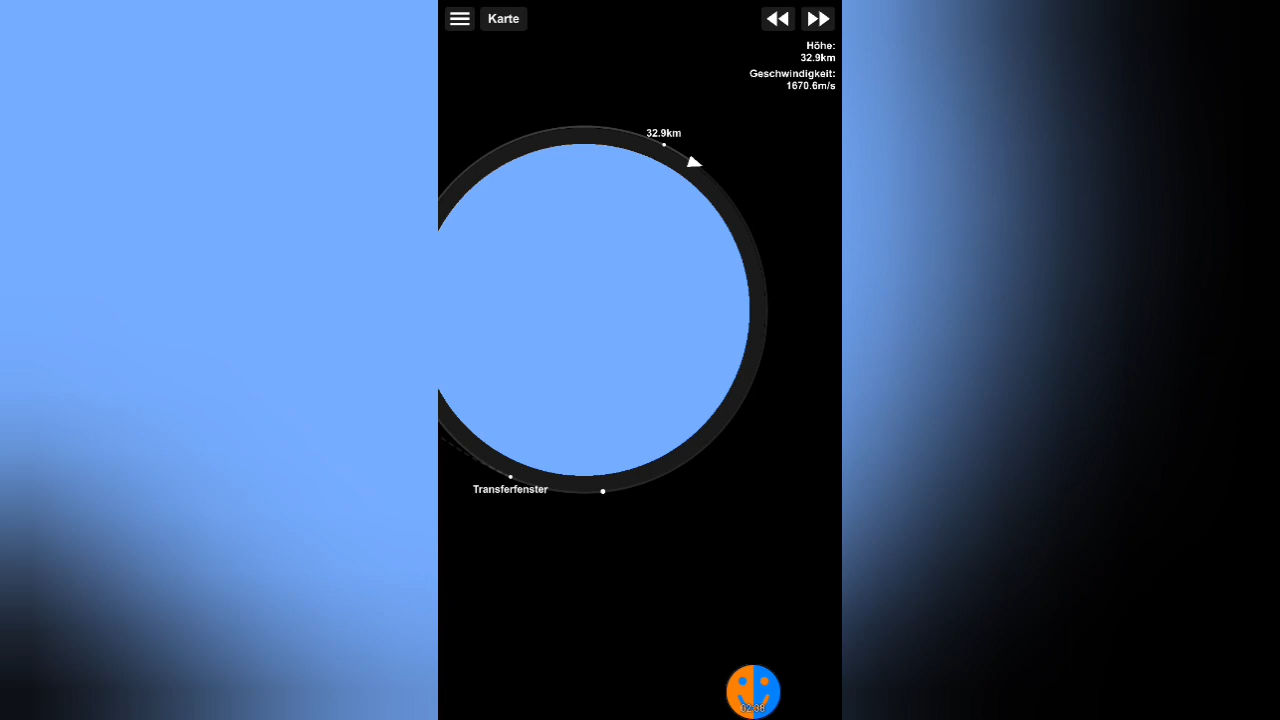 Karte
Höhe:
32.9km
Geschwindigkeit:
1670.6m/s
32.9km
Transferfenster